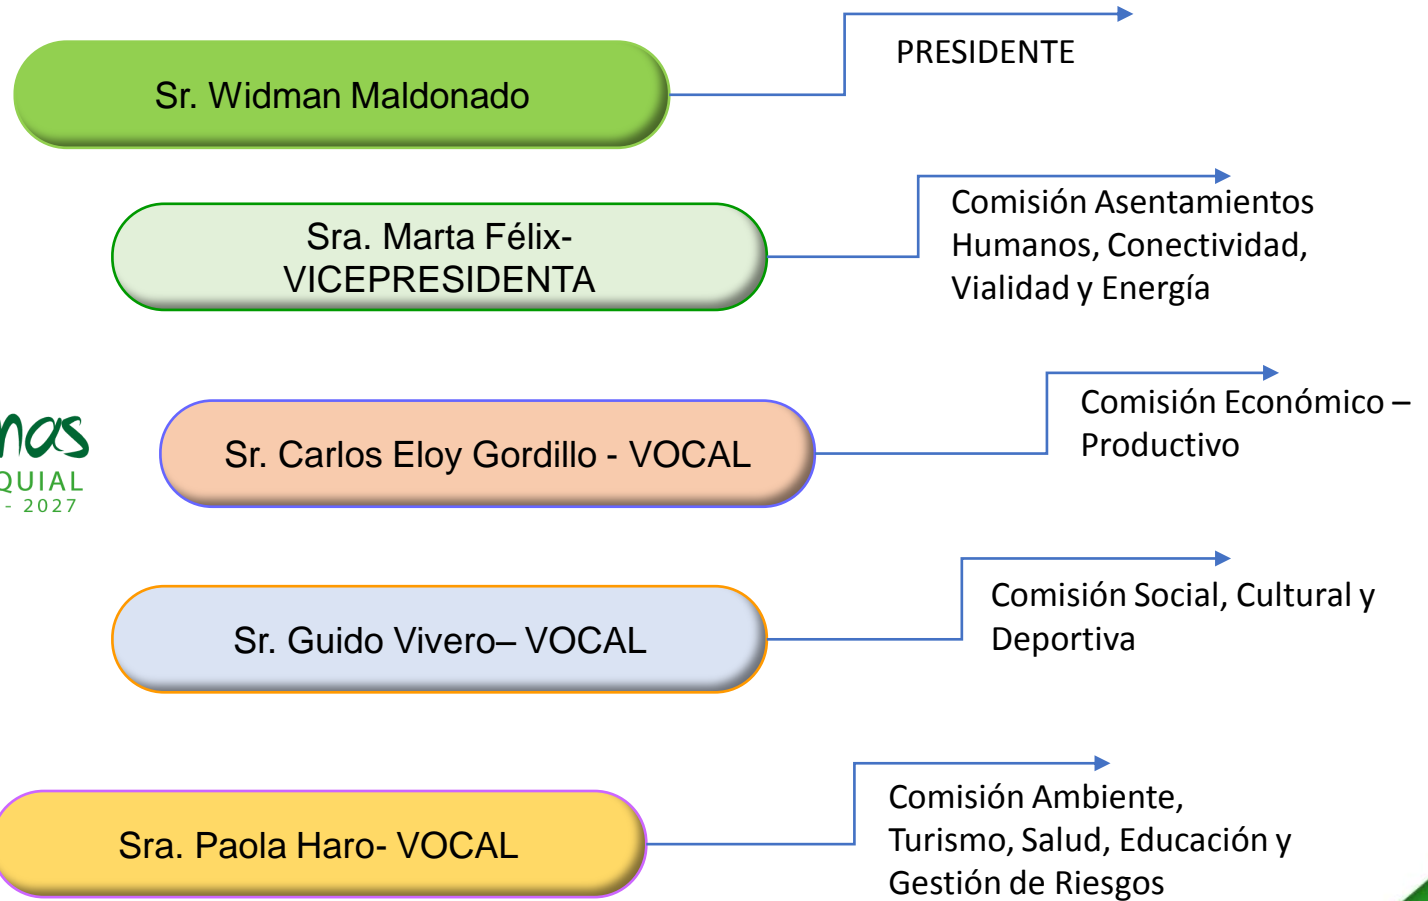 PRESIDENTE
Sr. Widman Maldonado
Comisión Asentamientos
Humanos, Conectividad,
Vialidad y Energía
Sra. Marta Félix-
VICEPRESIDENTA
Comisión Económico –
Productivo
Sr. Carlos Eloy Gordillo - VOCAL
- 2027
Comisión Social, Cultural y
Deportiva
Sr. Guido Vivero– VOCAL
Comisión Ambiente,
Turismo, Salud, Educación y
Gestión de Riesgos
Sra. Paola Haro- VOCAL